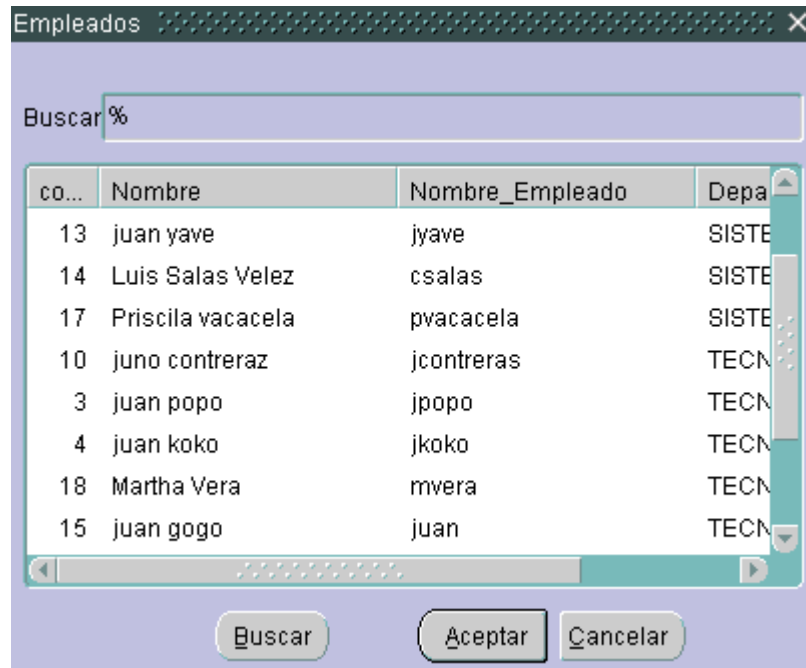 Empleados
Buscar %
co... Nombre Nombre_Empleado Depa
13 juan yave jyave SISTE
14 Luis Salas Velez csalas SISTE
17 Priscila vacacela pvacacela SISTE
10 juno contreraz jcontreras TECN
3 juan popo jpopo TECN
4 juan koko jkoko TECN
18 Martha Vera mvera TECN
15 juan gogo juan TECN
Buscar Aceptar Cancelar